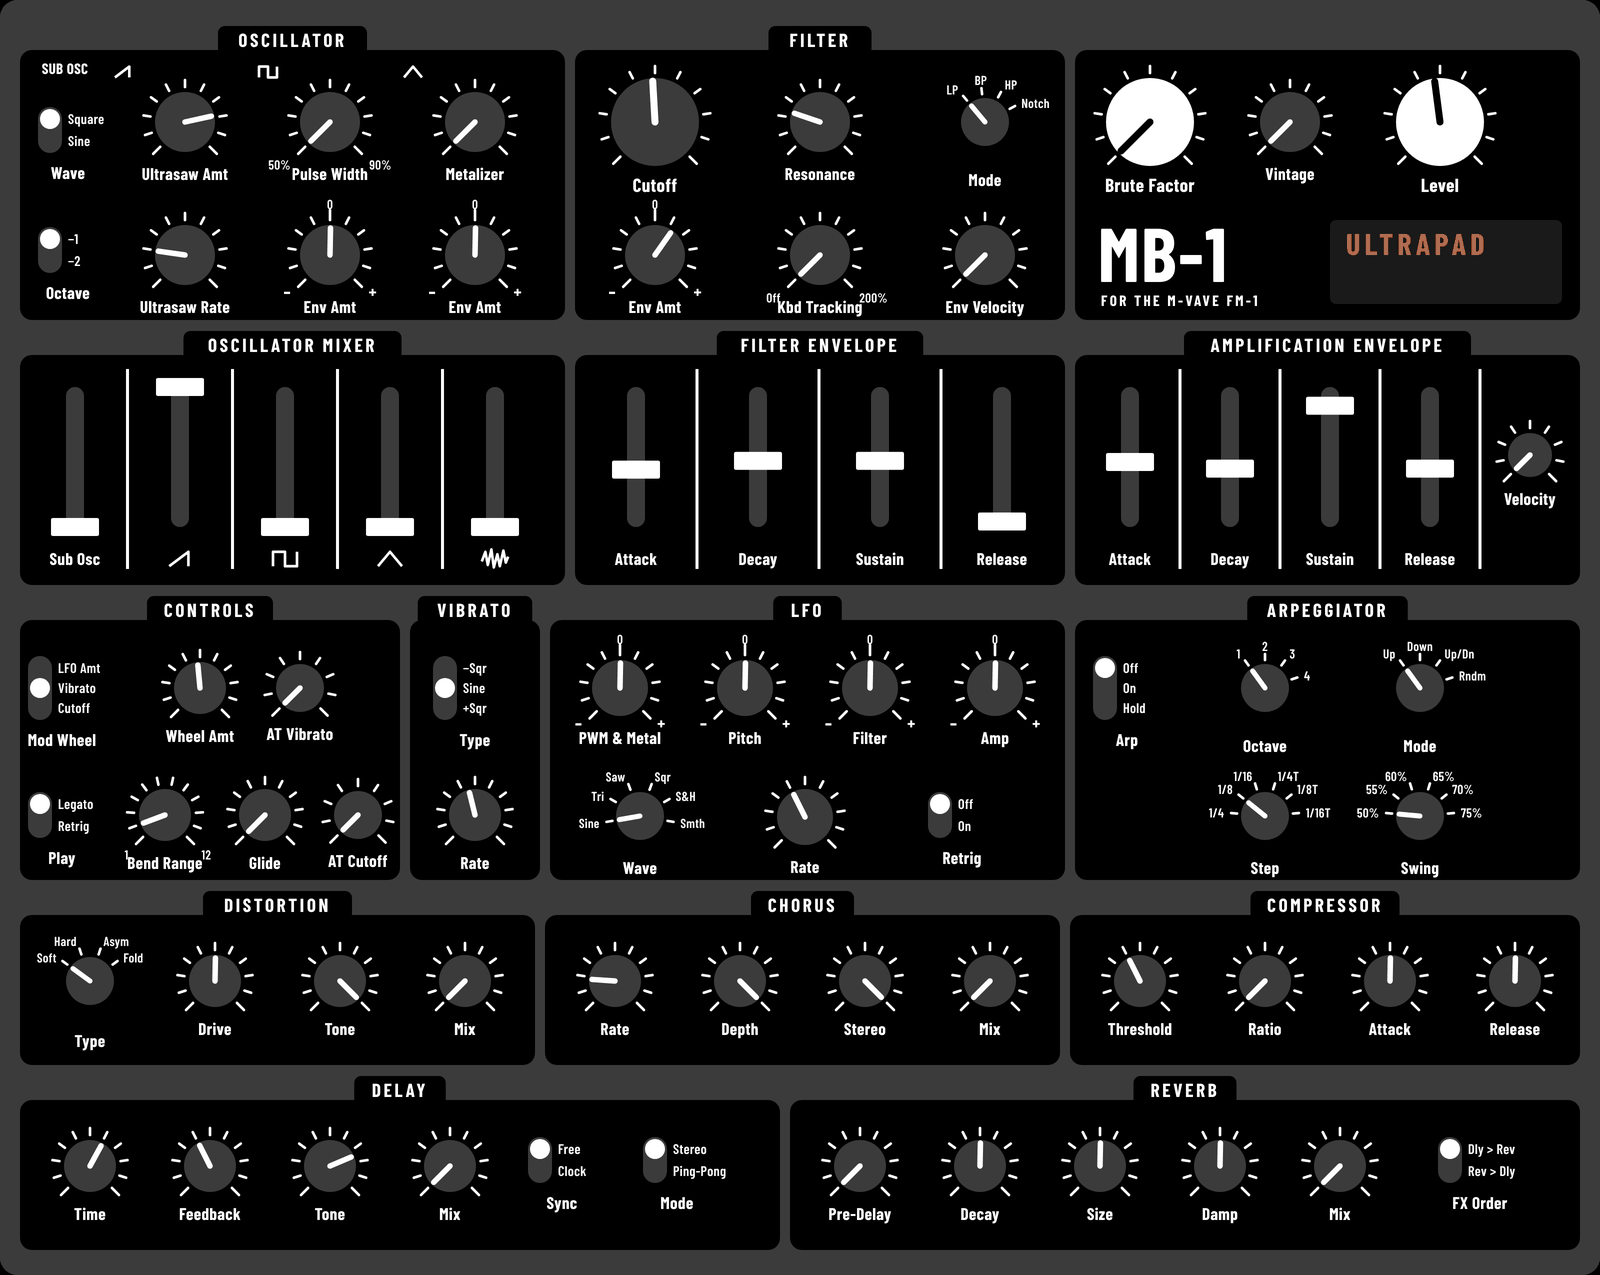 OSCILLATOR
SUB OSC
Square
Sine
Wave
Ultrasaw Amt
50% Pulse Width 90%
Metalizer
–1
–2
Octave
Ultrasaw Rate
0
- +
Env Amt
0
- +
Env Amt
FILTER
Cutoff
Resonance
LP BP HP Notch
Mode
0
- +
Env Amt
Off Kbd Tracking 200%
Env Velocity
Brute Factor
Vintage
Level
MB-1
FOR THE M-VAVE FM-1
ULTRAPAD
OSCILLATOR MIXER
Sub Osc
FILTER ENVELOPE
Attack
Decay
Sustain
Release
AMPLIFICATION ENVELOPE
Attack
Decay
Sustain
Release
Velocity
CONTROLS
LFO Amt
Vibrato
Cutoff
Mod Wheel
Wheel Amt
AT Vibrato
Legato
Retrig
Play
1 Bend Range 12
Glide
AT Cutoff
VIBRATO
–Sqr
Sine
+Sqr
Type
Rate
LFO
0
- +
PWM & Metal
0
- +
Pitch
0
- +
Filter
0
- +
Amp
Sine Tri Saw Sqr S&H Smth
Wave
Rate
Off
On
Retrig
ARPEGGIATOR
Off
On
Hold
Arp
1 2 3 4
Octave
Up Down Up/Dn Rndm
Mode
1/4 1/8 1/16 1/4T 1/8T 1/16T
Step
50% 55% 60% 65% 70% 75%
Swing
DISTORTION
Soft Hard Asym Fold
Type
Drive
Tone
Mix
CHORUS
Rate
Depth
Stereo
Mix
COMPRESSOR
Threshold
Ratio
Attack
Release
DELAY
Time
Feedback
Tone
Mix
Free
Clock
Sync
Stereo
Ping-Pong
Mode
REVERB
Pre-Delay
Decay
Size
Damp
Mix
Dly > Rev
Rev > Dly
FX Order